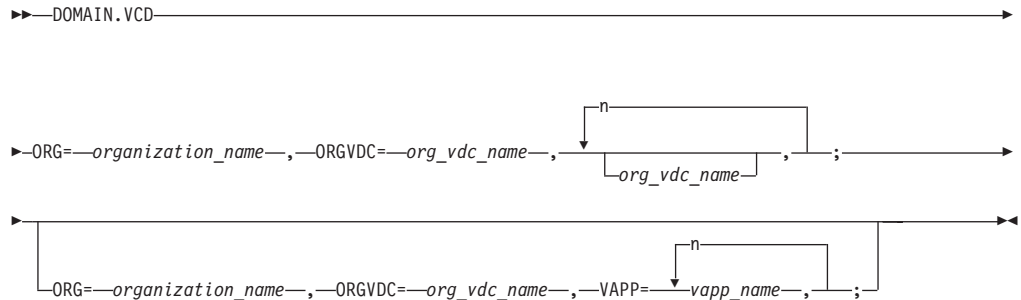 DOMAIN.VCD
n
ORG= organization_name , ORGVDC= org_vdc_name , , ;
org_vdc_name
n
ORG= organization_name , ORGVDC= org_vdc_name , VAPP= vapp_name , ;